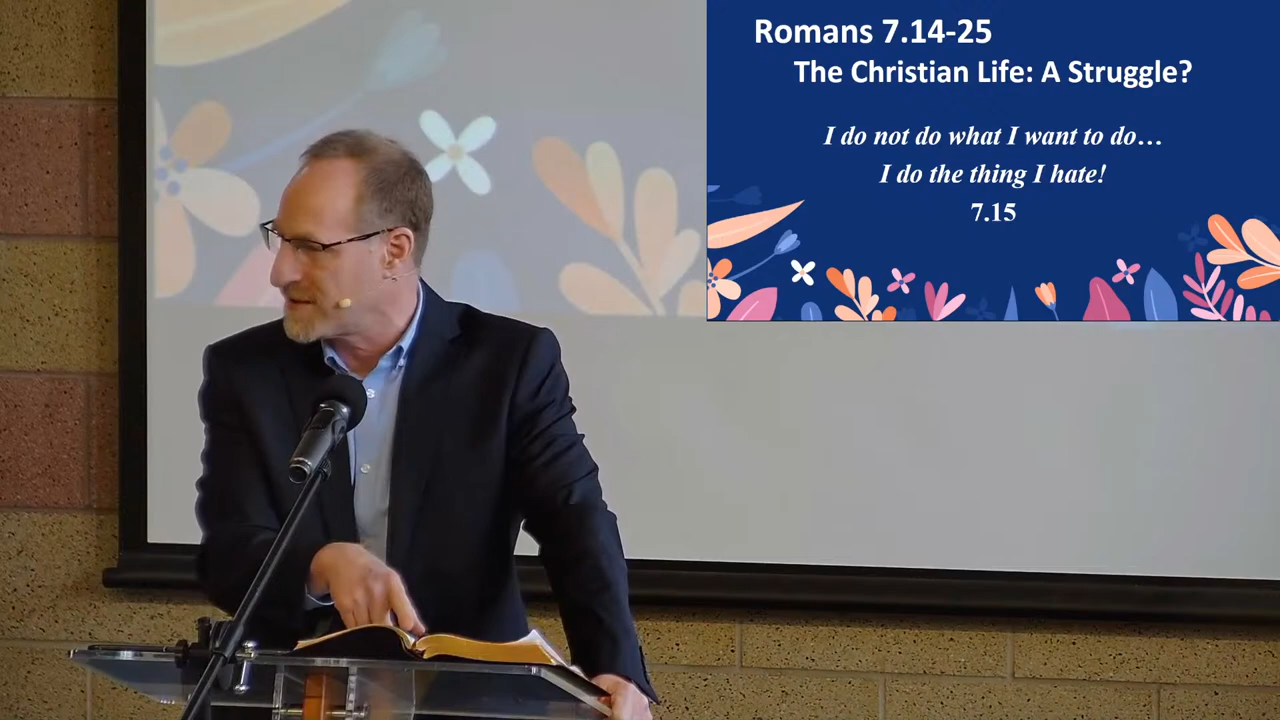 Romans 7.14-25
The Christian Life: A Struggle?
I do not do what I want to do…
I do the thing I hate!
7.15